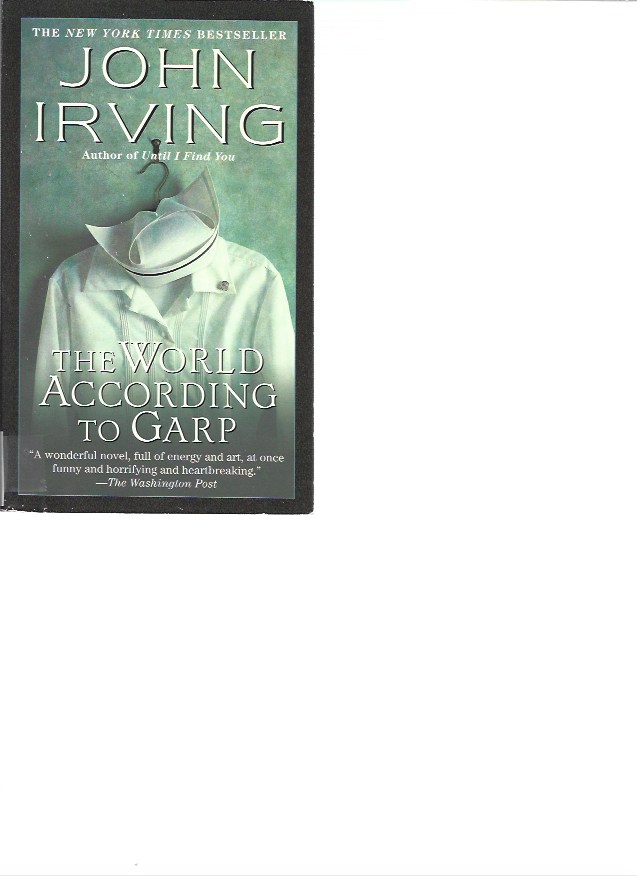 THE NEW YORK TIMES BESTSELLER
JOHN
IRVING
Author of Until I Find You
THE WORLD
ACCORDING
TO GARP
"A wonderful novel, full of energy and art, at once
funny and horrifying and heartbreaking."
—The Washington Post